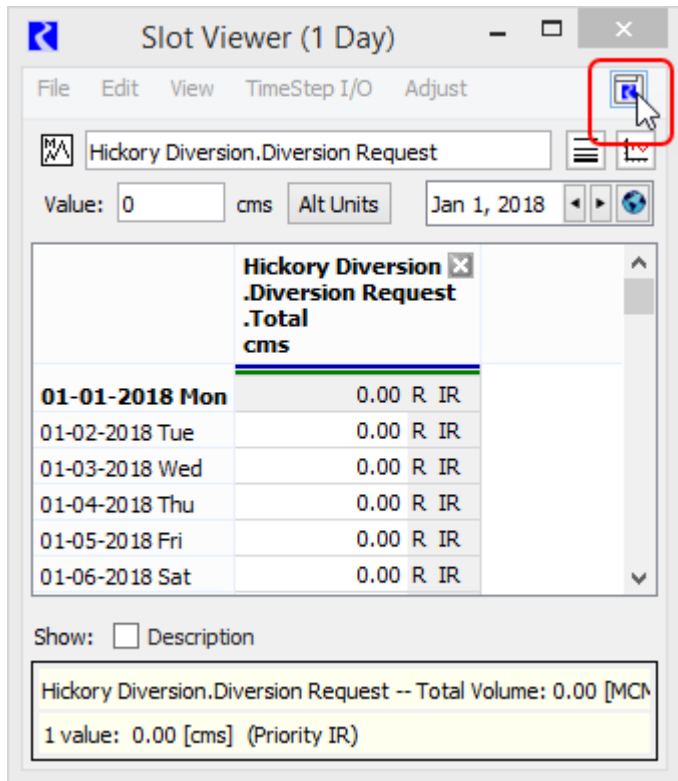 Slot Viewer (1 Day)
File Edit View TimeStep I/O Adjust
Hickory Diversion.Diversion Request
Value: 0 cms Alt Units Jan 1, 2018
Hickory Diversion
.Diversion Request
.Total
cms
01-01-2018 Mon 0.00 R IR
01-02-2018 Tue 0.00 R IR
01-03-2018 Wed 0.00 R IR
01-04-2018 Thu 0.00 R IR
01-05-2018 Fri 0.00 R IR
01-06-2018 Sat 0.00 R IR
Show: Description
Hickory Diversion.Diversion Request -- Total Volume: 0.00
1 value: 0.00 [cms] (Priority IR)